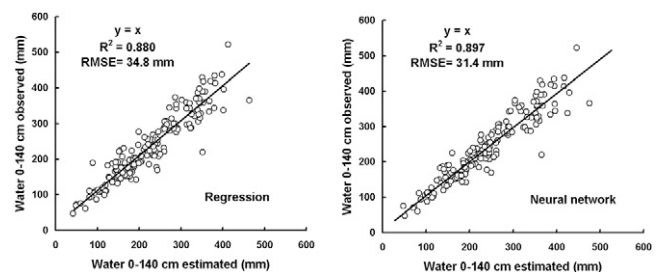 y = x
R² = 0.880
RMSE= 34.8 mm
Water 0-140 cm observed (mm)
600
500
400
300
200
100
0
Regression
0 100 200 300 400 500 600
Water 0-140 cm estimated (mm)
y = x
R² = 0.897
RMSE= 31.4 mm
Water 0-140 cm observed (mm)
600
500
400
300
200
100
0
Neural network
0 100 200 300 400 500 600
Water 0-140 cm estimated (mm)